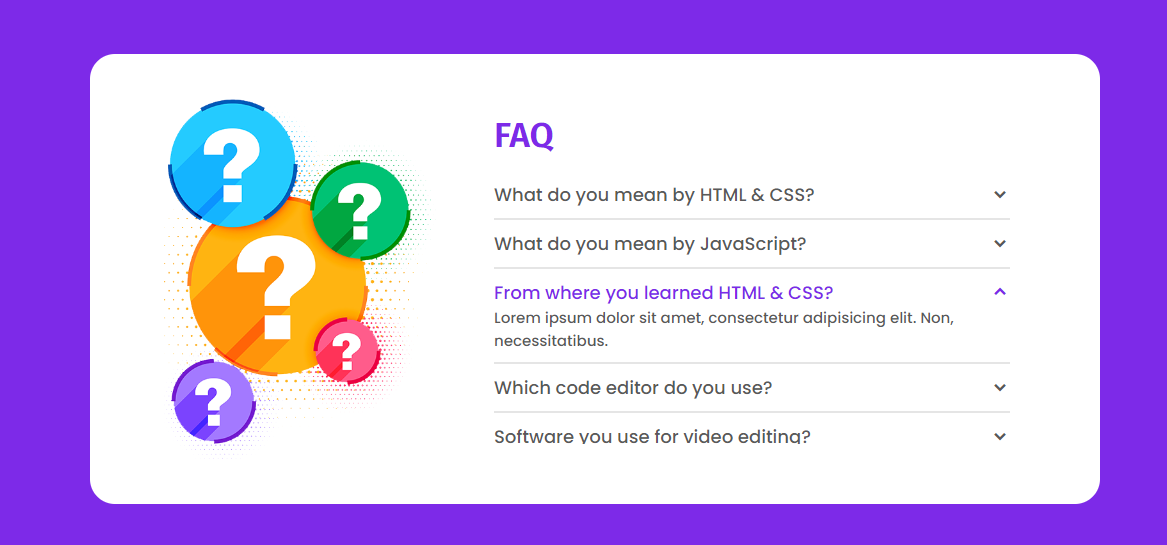 ?
?
?
?
?
FAQ
What do you mean by HTML & CSS?
What do you mean by JavaScript?
From where you learned HTML & CSS?
Lorem ipsum dolor sit amet, consectetur adipisicing elit. Non,
necessitatibus.
Which code editor do you use?
Software you use for video editing?